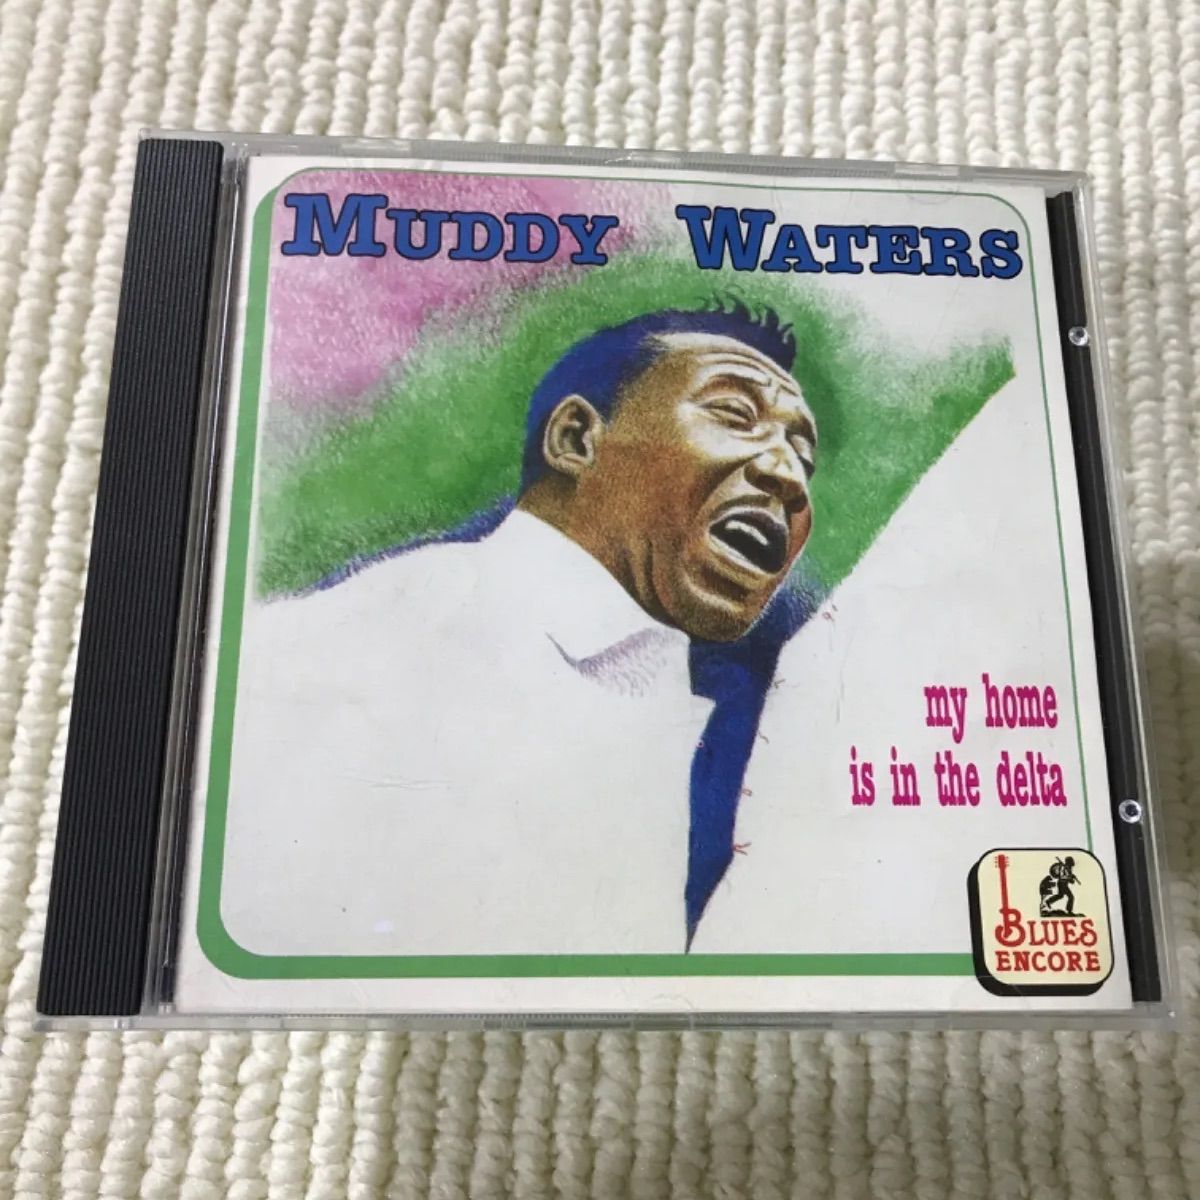 MUDDY WATERS
my home
is in the delta
BLUES
ENCORE